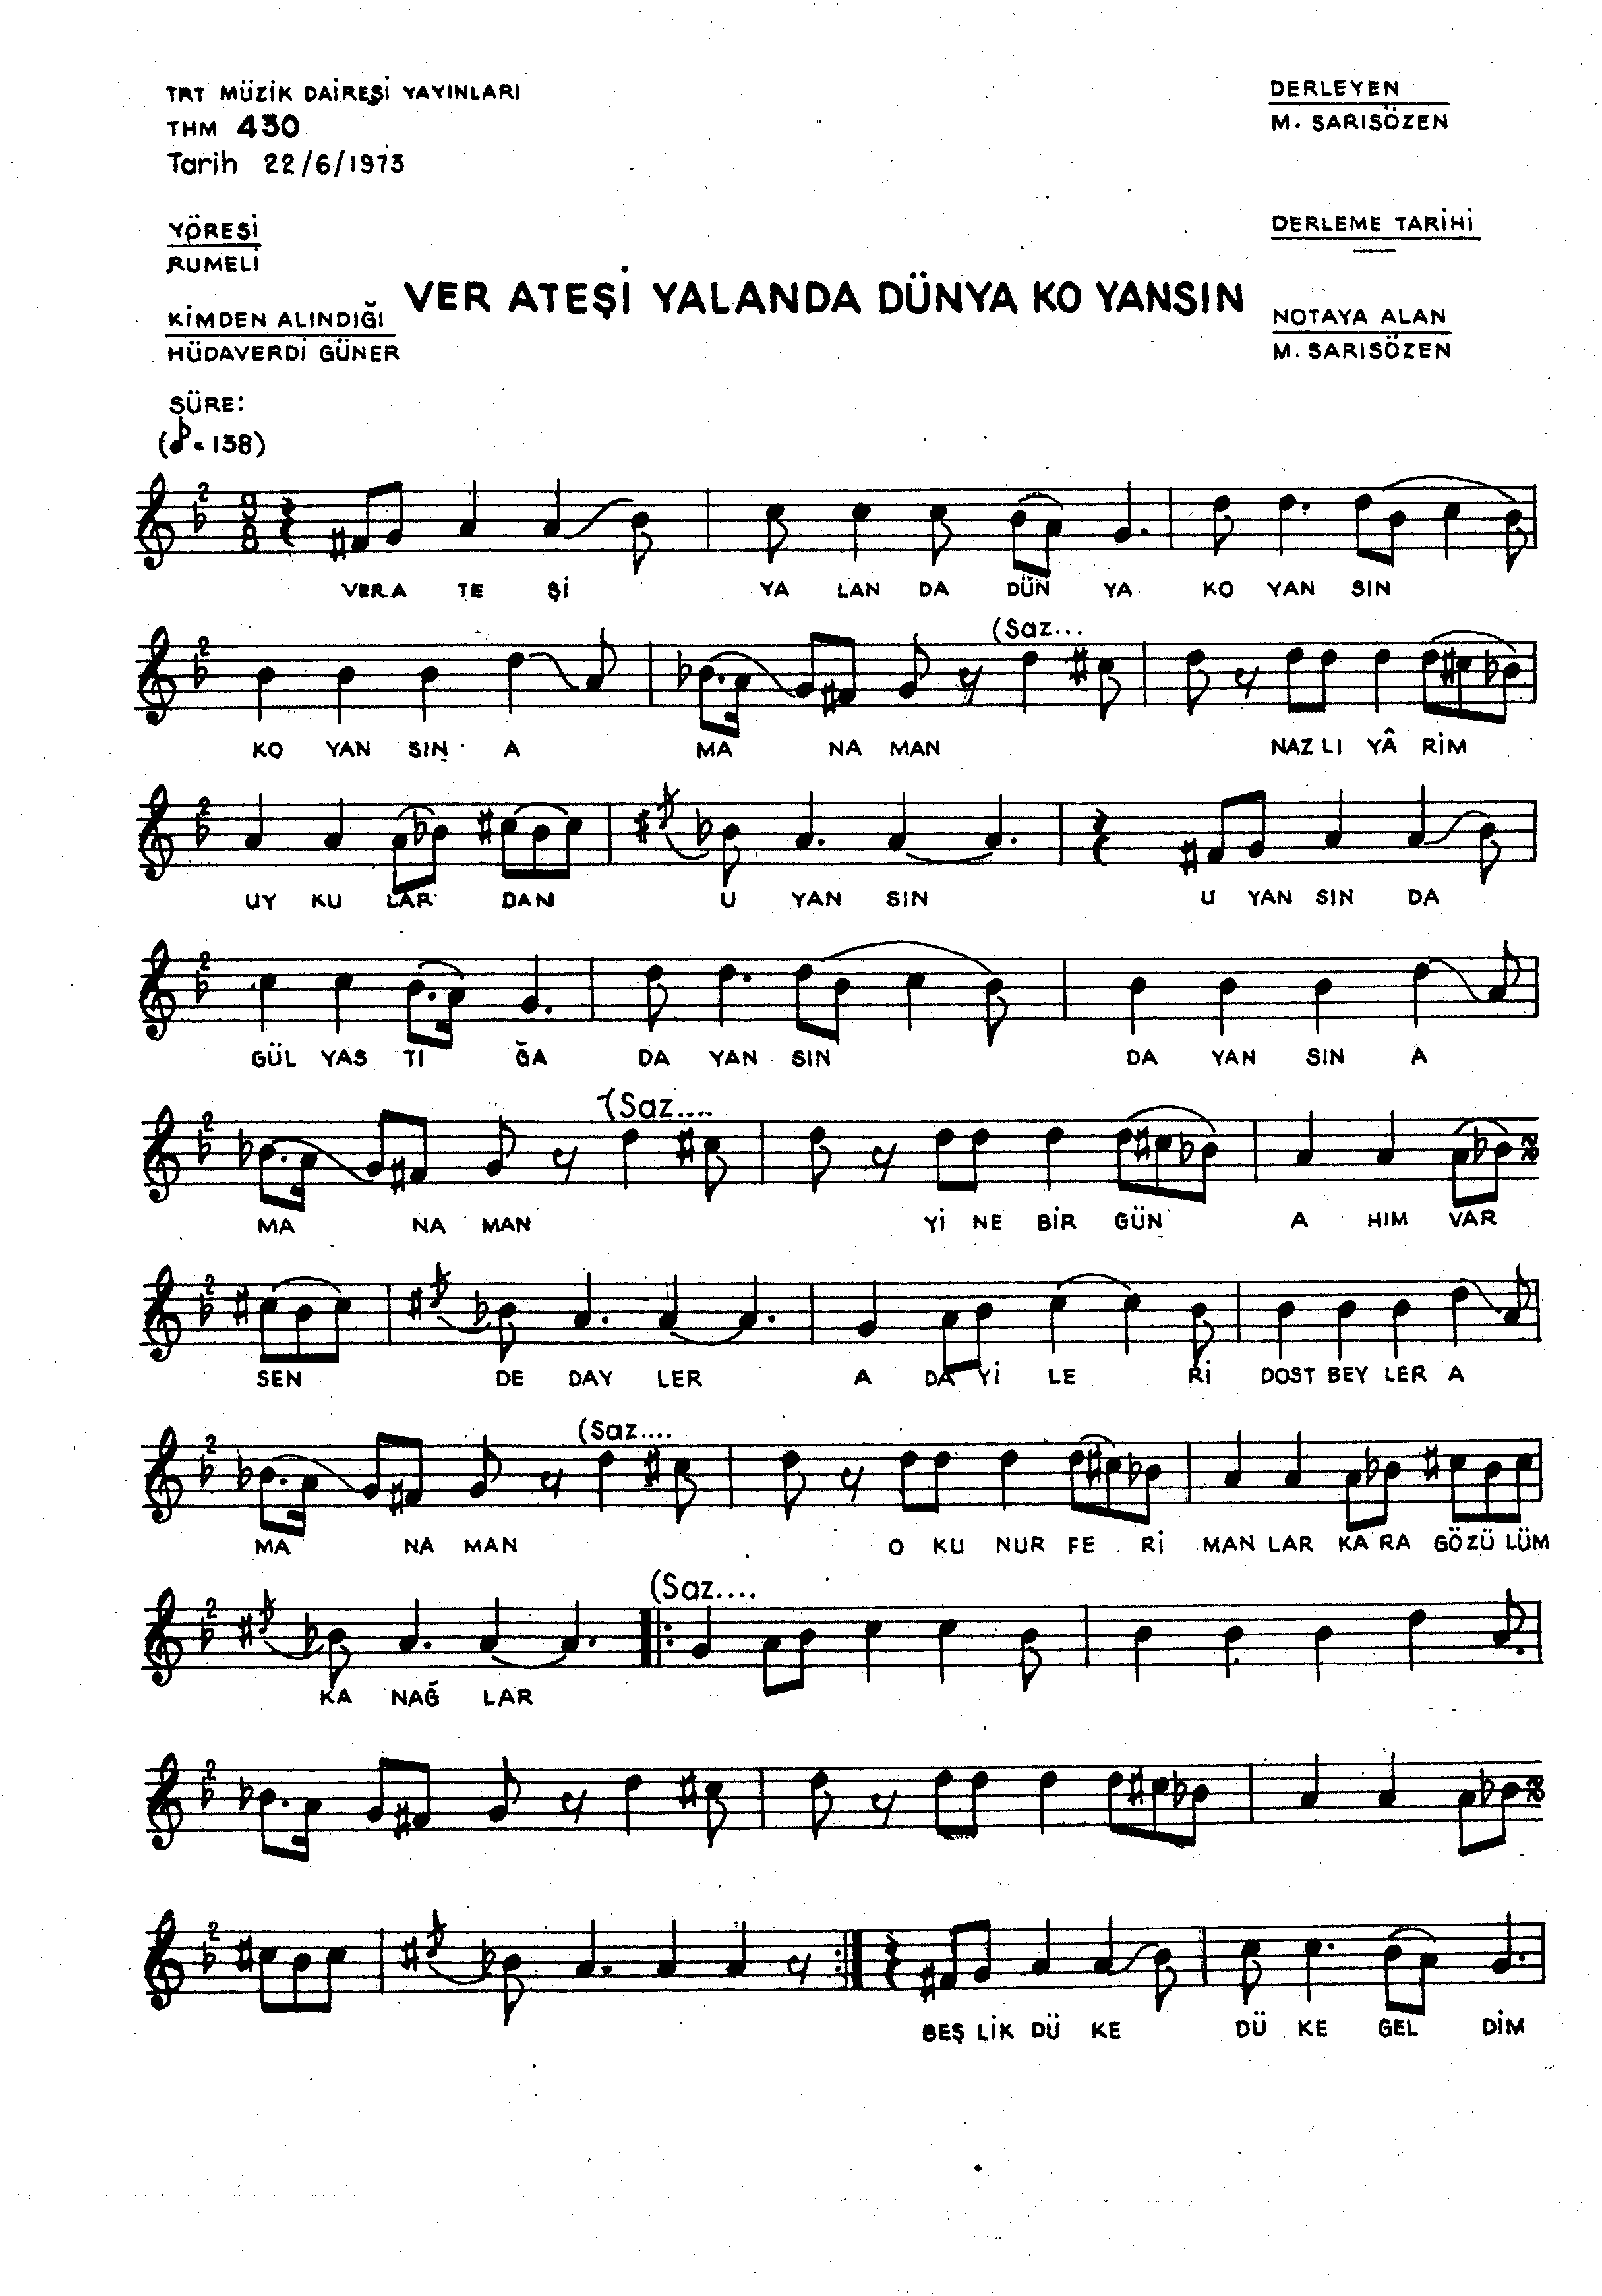 TRT MÜZİK DAİREŞİ YAYINLARI
THM 430
Tarih 22/6/1973
DERLEYEN
M. SARISÖZEN
YÖRESİ
RUMELİ
DERLEME TARİHİ
VER ATEŞİ YALANDA DÜNYA KO YANSIN
KİMDEN ALINDIĞI
HÜDAVERDİ GÜNER
NOTAYA ALAN
M. SARISÖZEN
SÜRE:
(♪ = 138)
9
8
VER A TE Şİ YA LAN DA DÜN YA KO YAN SIN
(Saz...
KO YAN SIN A MA NA MAN NAZ LI YÂ RİM
UY KU LAR DAN U YAN SIN U YAN SIN DA
GÜL YAS TI ĞA DA YAN SIN DA YAN SIN A
(Saz....
MA NA MAN Yİ NE BİR GÜN A HIM VAR
SEN DE DAY LER A DA Yİ LE Rİ DOST BEY LER A
(Saz....
MA NA MAN O KU NUR FE Rİ MAN LAR KA RA GÖ ZÜ LÜM
(Saz....
KA NAĞ LAR
BEŞ LİK DÜ KE DÜ KE GEL DİM